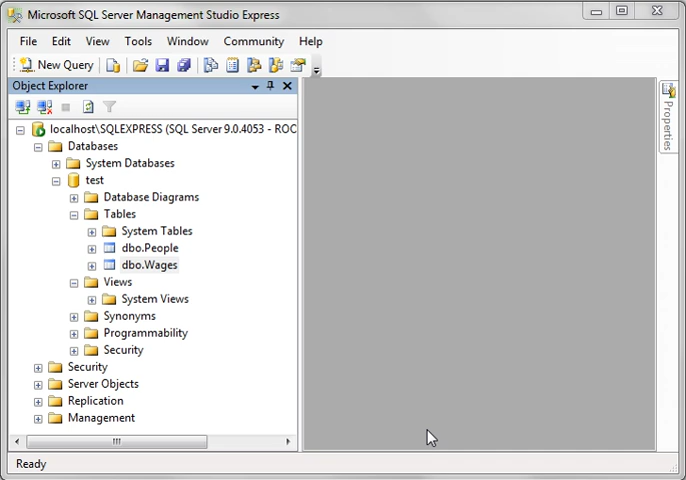 Microsoft SQL Server Management Studio Express
File Edit View Tools Window Community Help
New Query
Object Explorer
Properties
localhost\SQLEXPRESS (SQL Server 9.0.4053 - ROC
Databases
System Databases
test
Database Diagrams
Tables
System Tables
dbo.People
dbo.Wages
Views
System Views
Synonyms
Programmability
Security
Security
Server Objects
Replication
Management
Ready